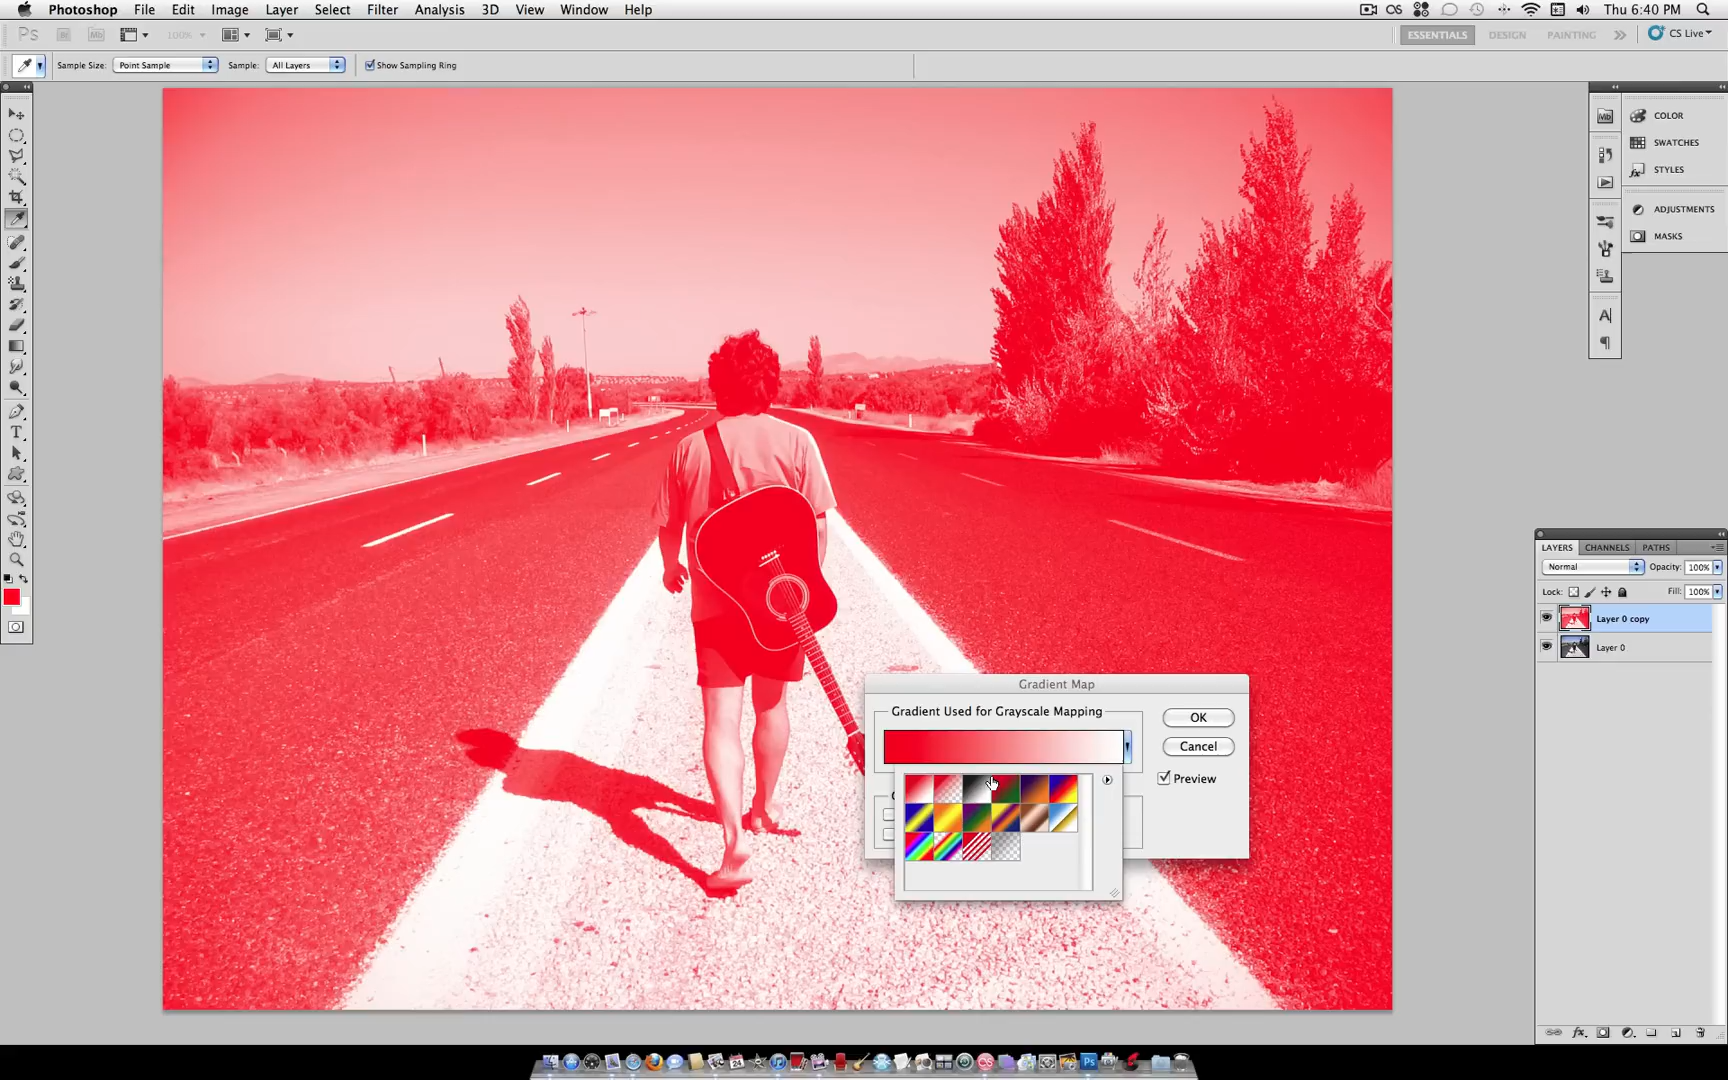 Photoshop File Edit Image Layer Select Filter Analysis 3D View Window Help Thu 6:40 PM
Ps Br Mb 100% ESSENTIALS DESIGN PAINTING >> CS Live
Sample Size: Point Sample Sample: All Layers Show Sampling Ring
Mb COLOR
SWATCHES
STYLES
ADJUSTMENTS
MASKS
LAYERS CHANNELS PATHS
Normal Opacity: 100%
Lock: Fill: 100%
Layer 0 copy
Layer 0
Gradient Map
Gradient Used for Grayscale Mapping
OK
Cancel
Preview